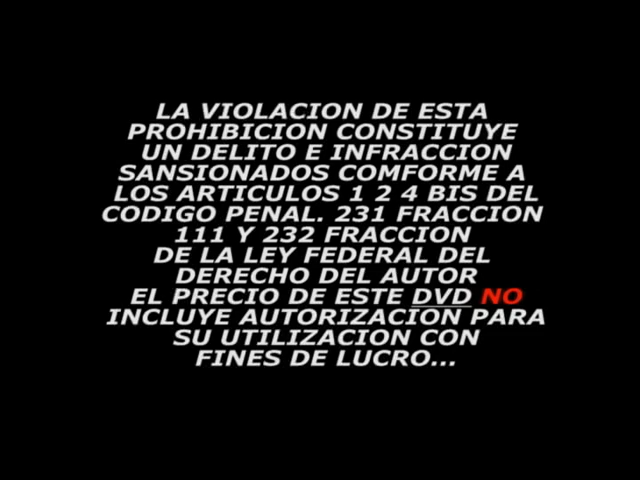 LA VIOLACION DE ESTA
PROHIBICION CONSTITUYE
UN DELITO E INFRACCION
SANSIONADOS COMFORME A
LOS ARTICULOS 1 2 4 BIS DEL
CODIGO PENAL. 231 FRACCION
111 Y 232 FRACCION
DE LA LEY FEDERAL DEL
DERECHO DEL AUTOR
EL PRECIO DE ESTE DVD NO
INCLUYE AUTORIZACION PARA
SU UTILIZACION CON
FINES DE LUCRO...